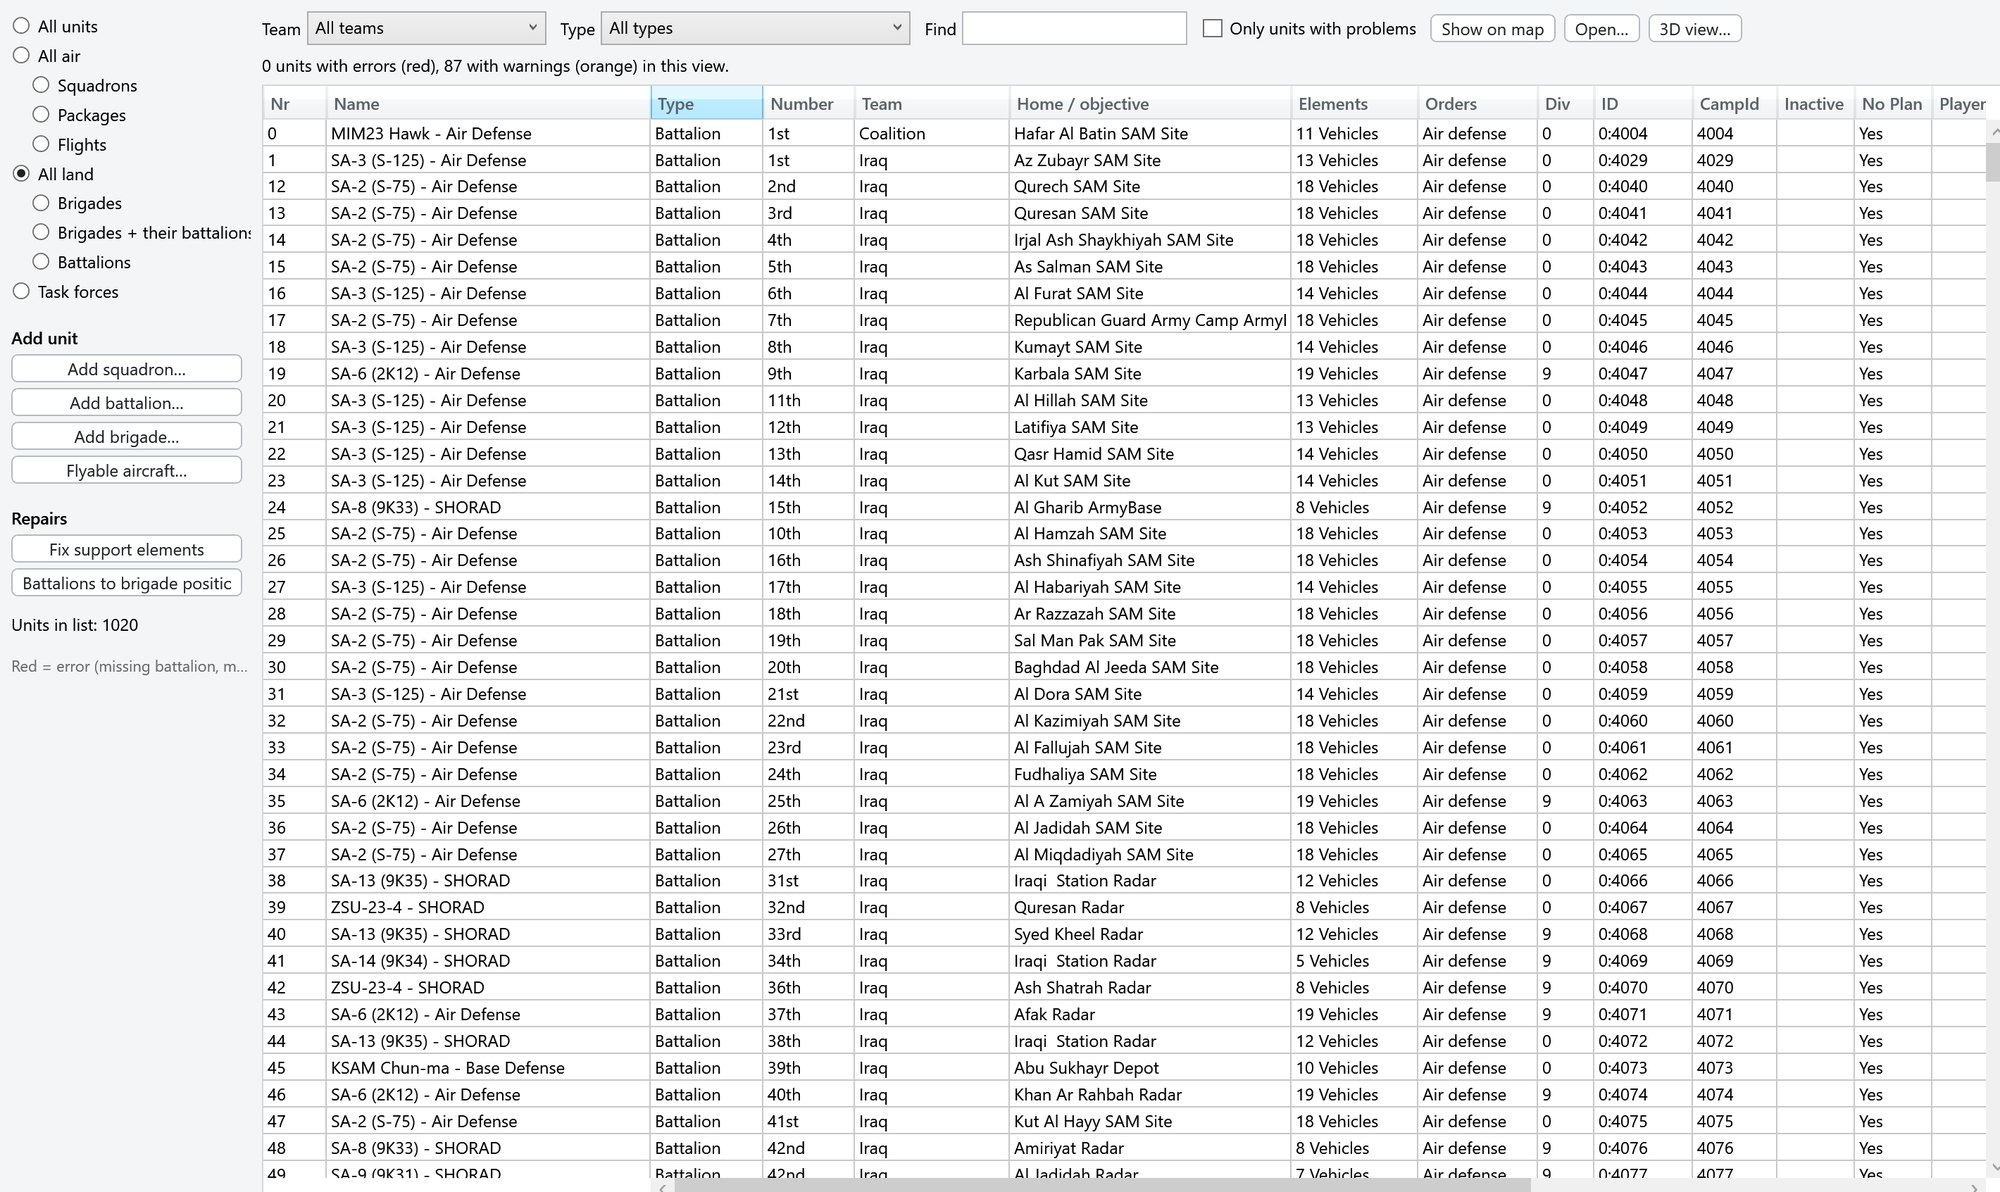 All units
All air
Squadrons
Packages
Flights
All land
Brigades
Brigades + their battalions
Battalions
Task forces
Add unit
Add squadron...
Add battalion...
Add brigade...
Flyable aircraft...
Repairs
Fix support elements
Battalions to brigade positic
Units in list: 1020
Red = error (missing battalion, m...
Team All teams Type All types Find Only units with problems Show on map Open... 3D view...
0 units with errors (red), 87 with warnings (orange) in this view.
Nr Name Type Number Team Home / objective Elements Orders Div ID CampId Inactive No Plan Player
0 MIM23 Hawk - Air Defense Battalion 1st Coalition Hafar Al Batin SAM Site 11 Vehicles Air defense 0 0:4004 4004 Yes
1 SA-3 (S-125) - Air Defense Battalion 1st Iraq Az Zubayr SAM Site 13 Vehicles Air defense 0 0:4029 4029 Yes
12 SA-2 (S-75) - Air Defense Battalion 2nd Iraq Qurech SAM Site 18 Vehicles Air defense 0 0:4040 4040 Yes
13 SA-2 (S-75) - Air Defense Battalion 3rd Iraq Quresan SAM Site 18 Vehicles Air defense 0 0:4041 4041 Yes
14 SA-2 (S-75) - Air Defense Battalion 4th Iraq Irjal Ash Shaykhiyah SAM Site 18 Vehicles Air defense 0 0:4042 4042 Yes
15 SA-2 (S-75) - Air Defense Battalion 5th Iraq As Salman SAM Site 18 Vehicles Air defense 0 0:4043 4043 Yes
16 SA-3 (S-125) - Air Defense Battalion 6th Iraq Al Furat SAM Site 14 Vehicles Air defense 0 0:4044 4044 Yes
17 SA-2 (S-75) - Air Defense Battalion 7th Iraq Republican Guard Army Camp ArmyI 18 Vehicles Air defense 0 0:4045 4045 Yes
18 SA-3 (S-125) - Air Defense Battalion 8th Iraq Kumayt SAM Site 14 Vehicles Air defense 0 0:4046 4046 Yes
19 SA-6 (2K12) - Air Defense Battalion 9th Iraq Karbala SAM Site 19 Vehicles Air defense 9 0:4047 4047 Yes
20 SA-3 (S-125) - Air Defense Battalion 11th Iraq Al Hillah SAM Site 13 Vehicles Air defense 0 0:4048 4048 Yes
21 SA-3 (S-125) - Air Defense Battalion 12th Iraq Latifiya SAM Site 13 Vehicles Air defense 0 0:4049 4049 Yes
22 SA-3 (S-125) - Air Defense Battalion 13th Iraq Qasr Hamid SAM Site 14 Vehicles Air defense 0 0:4050 4050 Yes
23 SA-3 (S-125) - Air Defense Battalion 14th Iraq Al Kut SAM Site 14 Vehicles Air defense 0 0:4051 4051 Yes
24 SA-8 (9K33) - SHORAD Battalion 15th Iraq Al Gharib ArmyBase 8 Vehicles Air defense 9 0:4052 4052 Yes
25 SA-2 (S-75) - Air Defense Battalion 10th Iraq Al Hamzah SAM Site 18 Vehicles Air defense 0 0:4053 4053 Yes
26 SA-2 (S-75) - Air Defense Battalion 16th Iraq Ash Shinafiyah SAM Site 18 Vehicles Air defense 0 0:4054 4054 Yes
27 SA-3 (S-125) - Air Defense Battalion 17th Iraq Al Habariyah SAM Site 14 Vehicles Air defense 0 0:4055 4055 Yes
28 SA-2 (S-75) - Air Defense Battalion 18th Iraq Ar Razzazah SAM Site 18 Vehicles Air defense 0 0:4056 4056 Yes
29 SA-2 (S-75) - Air Defense Battalion 19th Iraq Sal Man Pak SAM Site 18 Vehicles Air defense 0 0:4057 4057 Yes
30 SA-2 (S-75) - Air Defense Battalion 20th Iraq Baghdad Al Jeeda SAM Site 18 Vehicles Air defense 0 0:4058 4058 Yes
31 SA-3 (S-125) - Air Defense Battalion 21st Iraq Al Dora SAM Site 14 Vehicles Air defense 0 0:4059 4059 Yes
32 SA-2 (S-75) - Air Defense Battalion 22nd Iraq Al Kazimiyah SAM Site 18 Vehicles Air defense 0 0:4060 4060 Yes
33 SA-2 (S-75) - Air Defense Battalion 23rd Iraq Al Fallujah SAM Site 18 Vehicles Air defense 0 0:4061 4061 Yes
34 SA-2 (S-75) - Air Defense Battalion 24th Iraq Fudhaliya SAM Site 18 Vehicles Air defense 0 0:4062 4062 Yes
35 SA-6 (2K12) - Air Defense Battalion 25th Iraq Al A Zamiyah SAM Site 19 Vehicles Air defense 9 0:4063 4063 Yes
36 SA-2 (S-75) - Air Defense Battalion 26th Iraq Al Jadidah SAM Site 18 Vehicles Air defense 0 0:4064 4064 Yes
37 SA-2 (S-75) - Air Defense Battalion 27th Iraq Al Miqdadiyah SAM Site 18 Vehicles Air defense 0 0:4065 4065 Yes
38 SA-13 (9K35) - SHORAD Battalion 31st Iraq Iraqi  Station Radar 12 Vehicles Air defense 0 0:4066 4066 Yes
39 ZSU-23-4 - SHORAD Battalion 32nd Iraq Quresan Radar 8 Vehicles Air defense 0 0:4067 4067 Yes
40 SA-13 (9K35) - SHORAD Battalion 33rd Iraq Syed Kheel Radar 12 Vehicles Air defense 9 0:4068 4068 Yes
41 SA-14 (9K34) - SHORAD Battalion 34th Iraq Iraqi  Station Radar 5 Vehicles Air defense 9 0:4069 4069 Yes
42 ZSU-23-4 - SHORAD Battalion 36th Iraq Ash Shatrah Radar 8 Vehicles Air defense 9 0:4070 4070 Yes
43 SA-6 (2K12) - Air Defense Battalion 37th Iraq Afak Radar 19 Vehicles Air defense 9 0:4071 4071 Yes
44 SA-13 (9K35) - SHORAD Battalion 38th Iraq Iraqi  Station Radar 12 Vehicles Air defense 0 0:4072 4072 Yes
45 KSAM Chun-ma - Base Defense Battalion 39th Iraq Abu Sukhayr Depot 10 Vehicles Air defense 0 0:4073 4073 Yes
46 SA-6 (2K12) - Air Defense Battalion 40th Iraq Khan Ar Rahbah Radar 19 Vehicles Air defense 9 0:4074 4074 Yes
47 SA-2 (S-75) - Air Defense Battalion 41st Iraq Kut Al Hayy SAM Site 18 Vehicles Air defense 0 0:4075 4075 Yes
48 SA-8 (9K33) - SHORAD Battalion 42nd Iraq Amiriyat Radar 8 Vehicles Air defense 9 0:4076 4076 Yes
49 SA-9 (9K31) - SHORAD Battalion 42nd Iraq Al Jadidah Radar 7 Vehicles Air defense 9 0:4077 4077 Yes